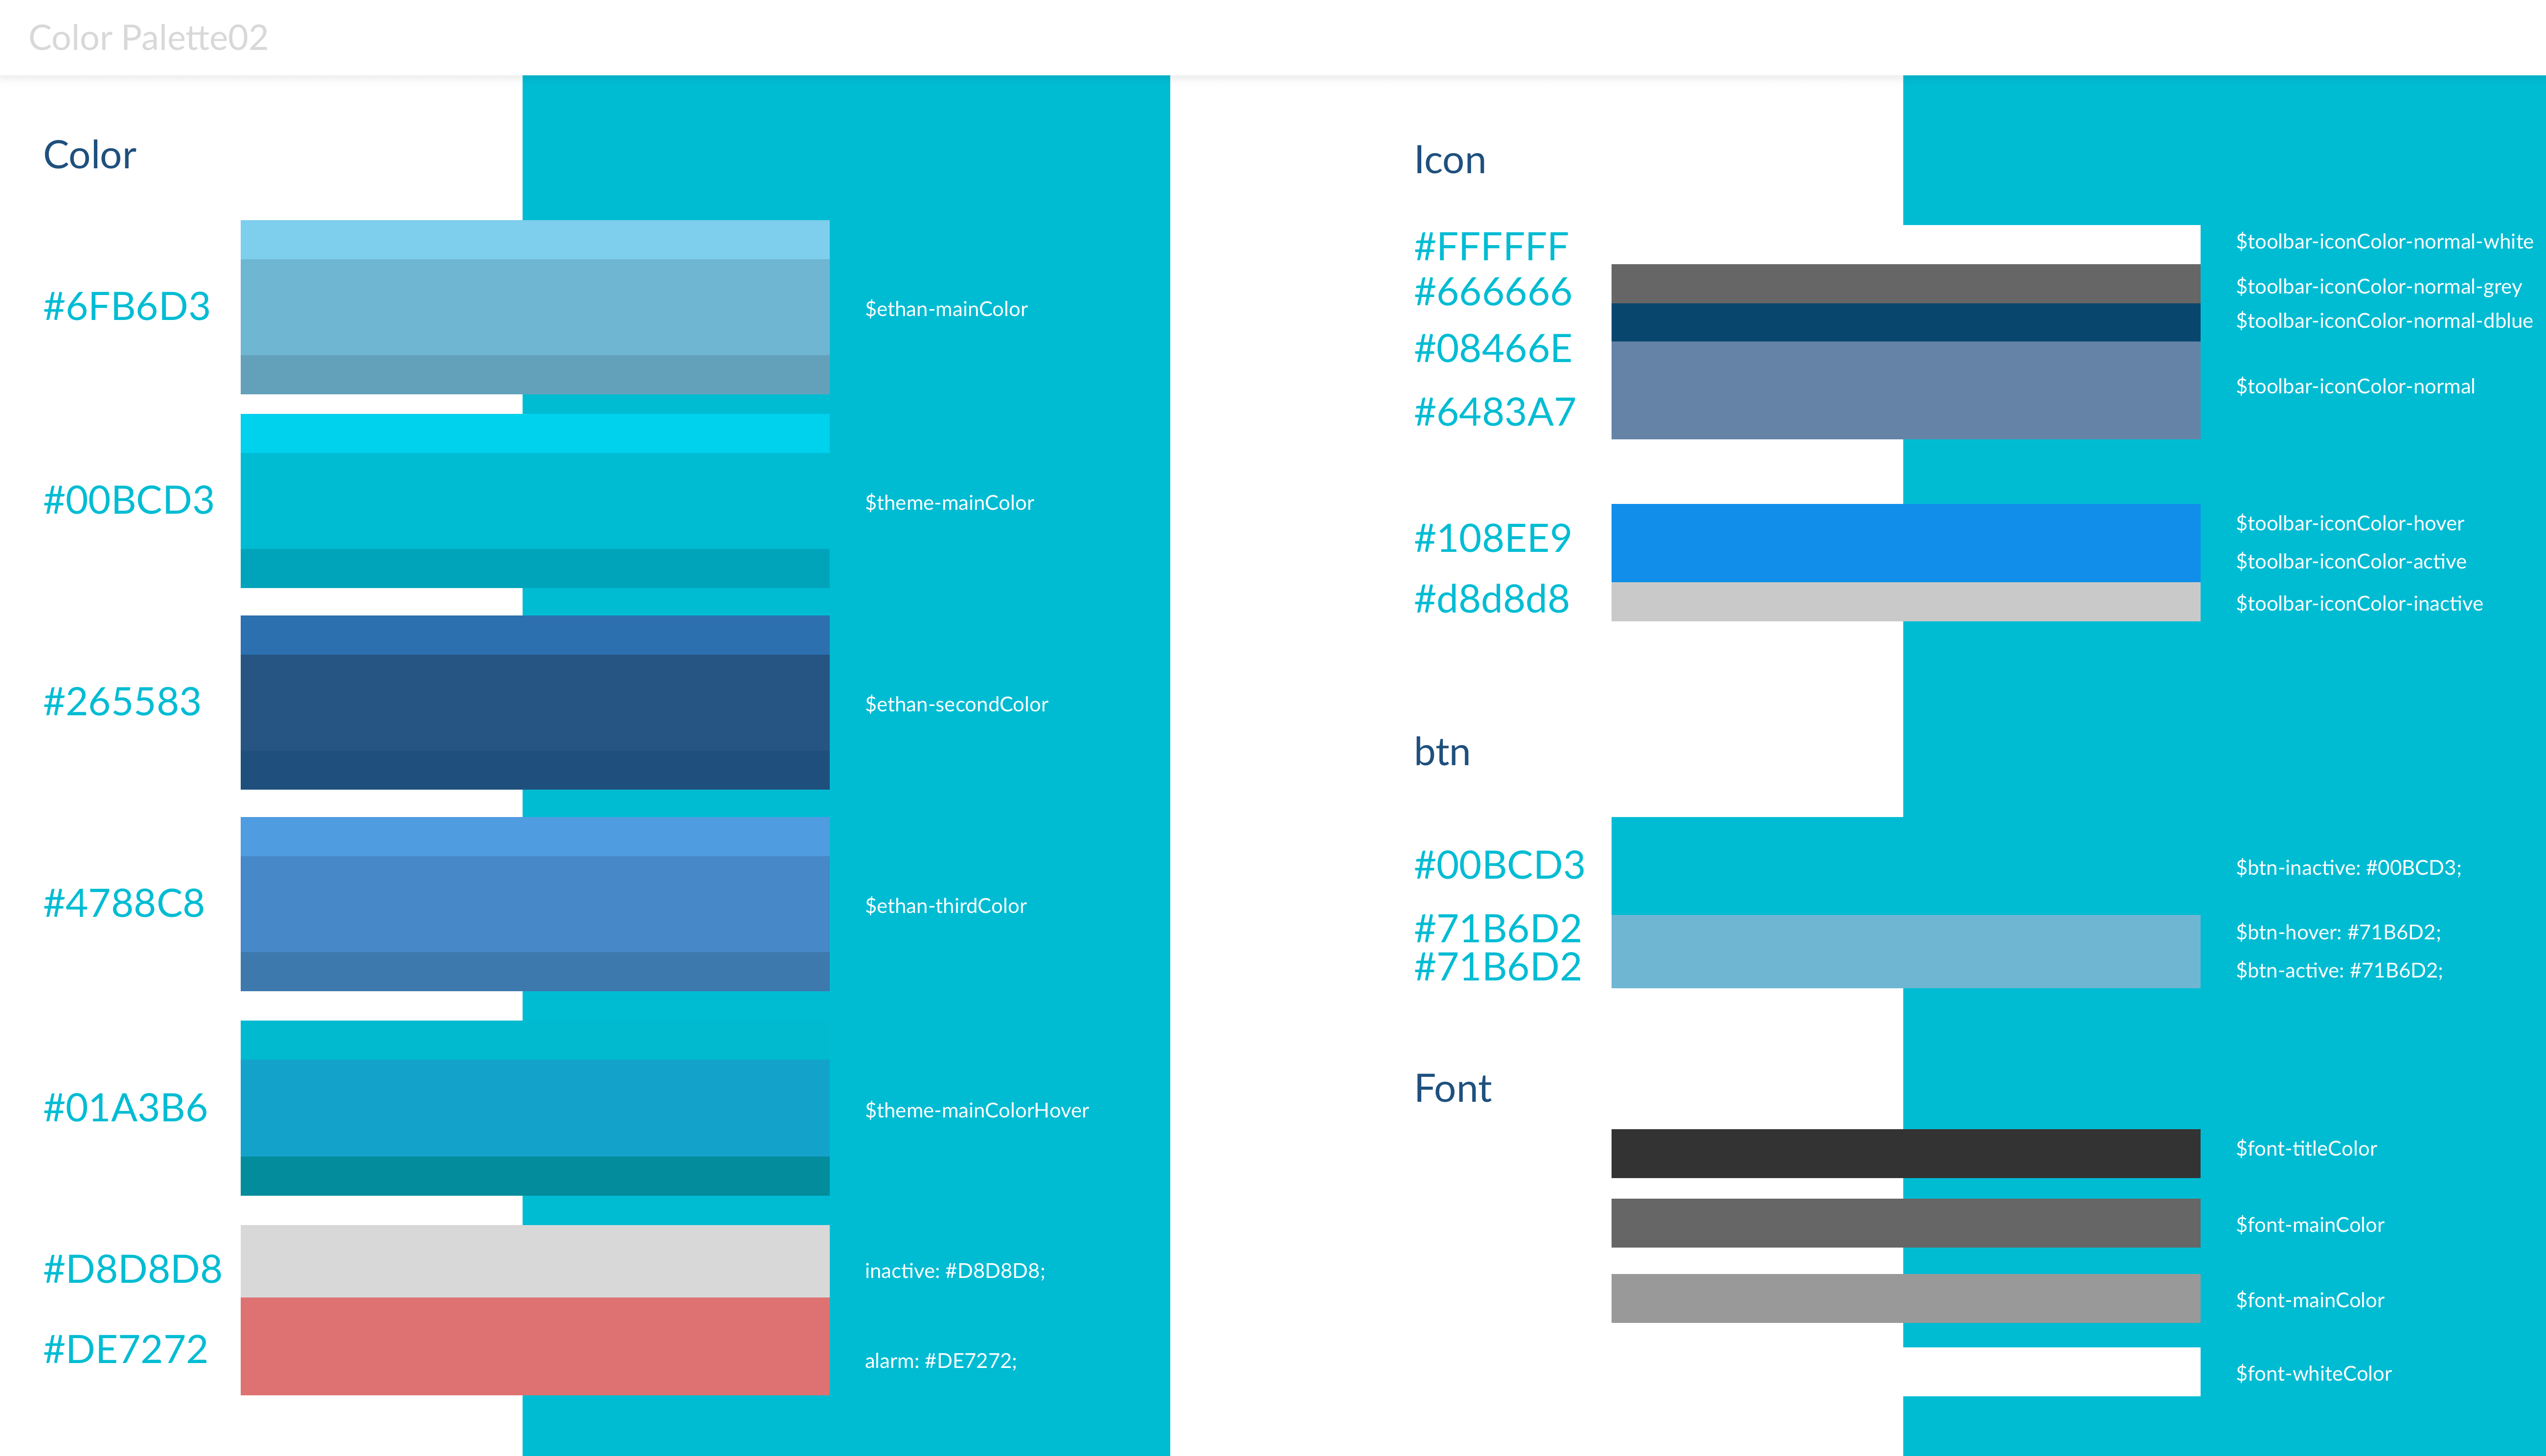 Color Palette02
Color
#6FB6D3
$ethan-mainColor
#00BCD3
$theme-mainColor
#265583
$ethan-secondColor
#4788C8
$ethan-thirdColor
#01A3B6
$theme-mainColorHover
#D8D8D8
inactive: #D8D8D8;
#DE7272
alarm: #DE7272;
Icon
#FFFFFF
$toolbar-iconColor-normal-white
#666666
$toolbar-iconColor-normal-grey
#08466E
$toolbar-iconColor-normal-dblue
#6483A7
$toolbar-iconColor-normal
#108EE9
$toolbar-iconColor-hover
$toolbar-iconColor-active
#d8d8d8
$toolbar-iconColor-inactive
btn
#00BCD3
$btn-inactive: #00BCD3;
#71B6D2
$btn-hover: #71B6D2;
#71B6D2
$btn-active: #71B6D2;
Font
$font-titleColor
$font-mainColor
$font-mainColor
$font-whiteColor